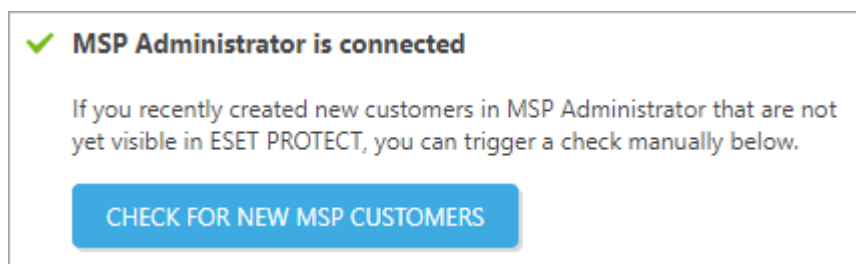 MSP Administrator is connected
If you recently created new customers in MSP Administrator that are not
yet visible in ESET PROTECT, you can trigger a check manually below.
CHECK FOR NEW MSP CUSTOMERS